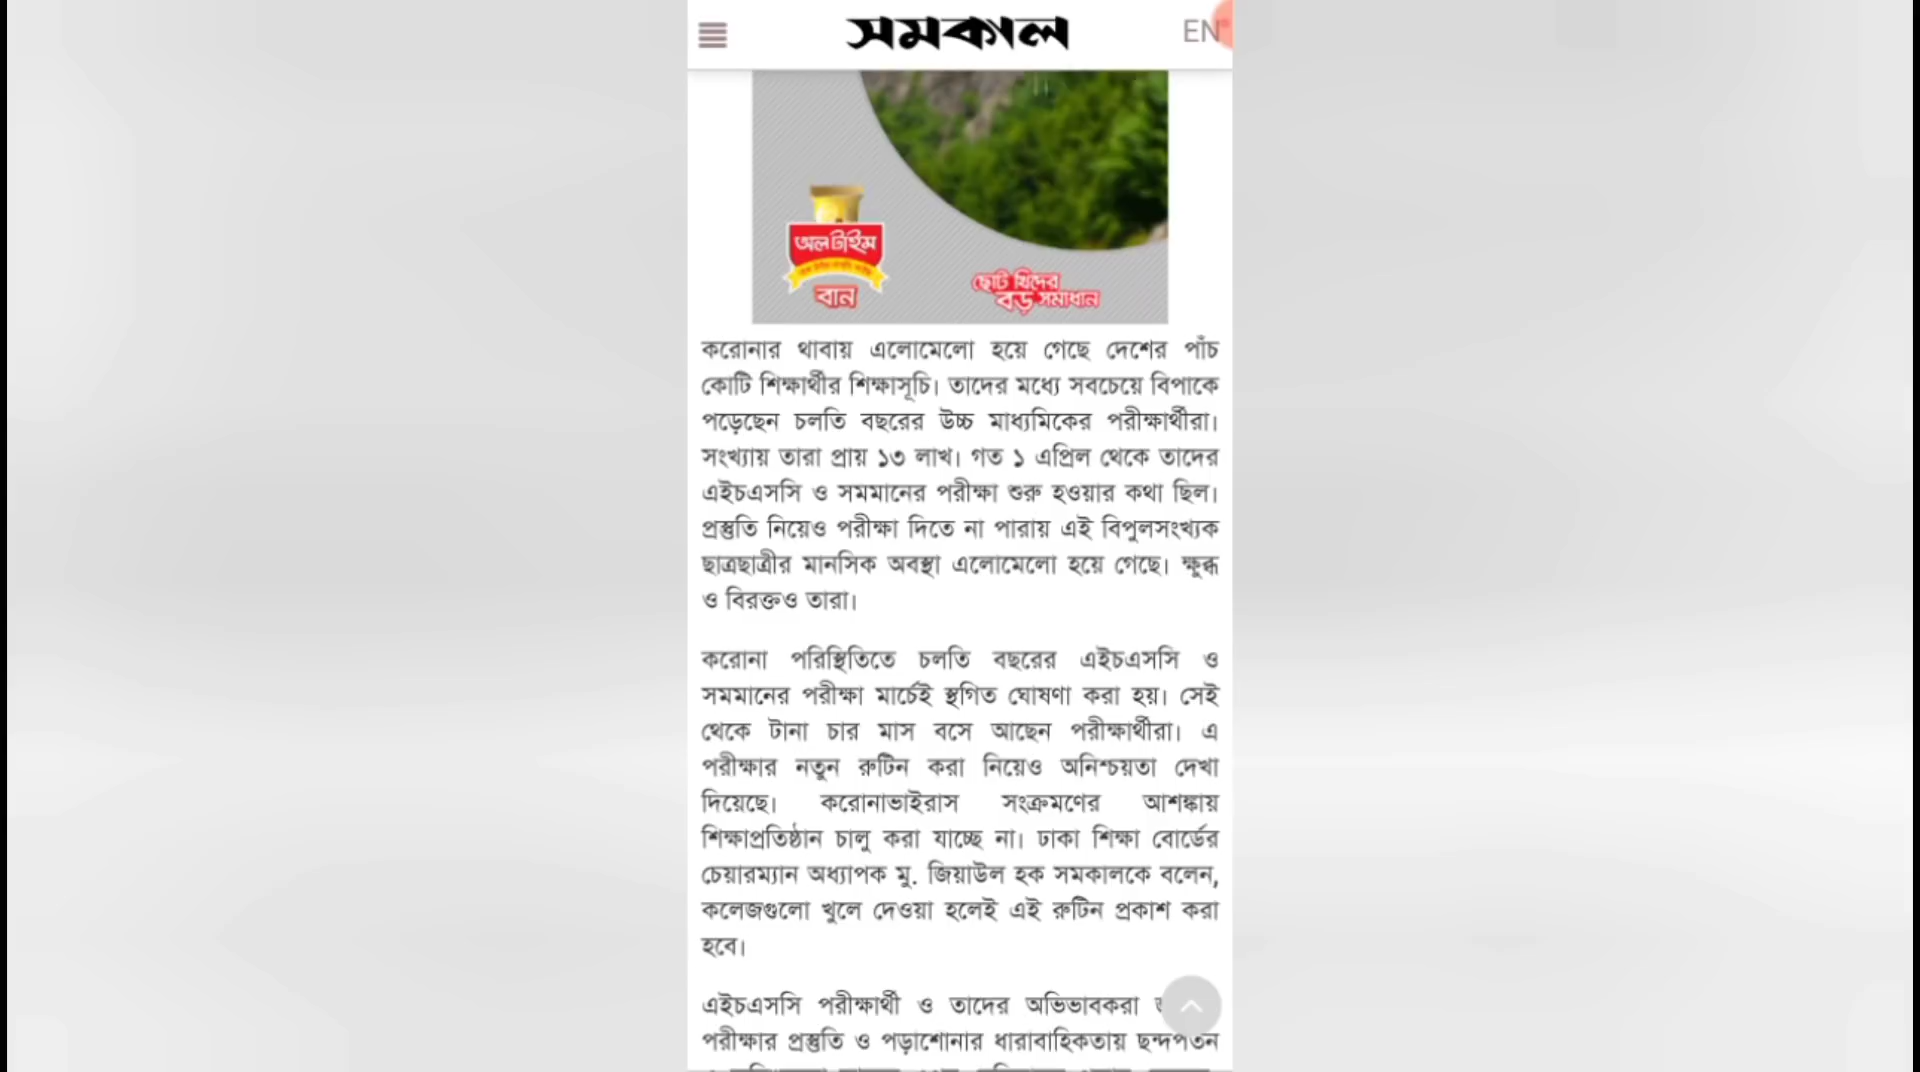 সমকাল
EN
অলটাইম
বান
ছোট খিদের
বড় সমাধান
করোনার থাবায় এলোমেলো হয়ে গেছে দেশের পাঁচ
কোটি শিক্ষার্থীর শিক্ষাসূচি। তাদের মধ্যে সবচেয়ে বিপাকে
পড়েছেন চলতি বছরের উচ্চ মাধ্যমিকের পরীক্ষার্থীরা।
সংখ্যায় তারা প্রায় ১৩ লাখ। গত ১ এপ্রিল থেকে তাদের
এইচএসসি ও সমমানের পরীক্ষা শুরু হওয়ার কথা ছিল।
প্রস্তুতি নিয়েও পরীক্ষা দিতে না পারায় এই বিপুলসংখ্যক
ছাত্রছাত্রীর মানসিক অবস্থা এলোমেলো হয়ে গেছে। ক্ষুব্ধ
ও বিরক্তও তারা।
করোনা পরিস্থিতিতে চলতি বছরের এইচএসসি ও
সমমানের পরীক্ষা মার্চেই স্থগিত ঘোষণা করা হয়। সেই
থেকে টানা চার মাস বসে আছেন পরীক্ষার্থীরা। এ
পরীক্ষার নতুন রুটিন করা নিয়েও অনিশ্চয়তা দেখা
দিয়েছে। করোনাভাইরাস সংক্রমণের আশঙ্কায়
শিক্ষাপ্রতিষ্ঠান চালু করা যাচ্ছে না। ঢাকা শিক্ষা বোর্ডের
চেয়ারম্যান অধ্যাপক মু. জিয়াউল হক সমকালকে বলেন,
কলেজগুলো খুলে দেওয়া হলেই এই রুটিন প্রকাশ করা
হবে।
এইচএসসি পরীক্ষার্থী ও তাদের অভিভাবকরা
পরীক্ষার প্রস্তুতি ও পড়াশোনার ধারাবাহিকতায় ছন্দপতন